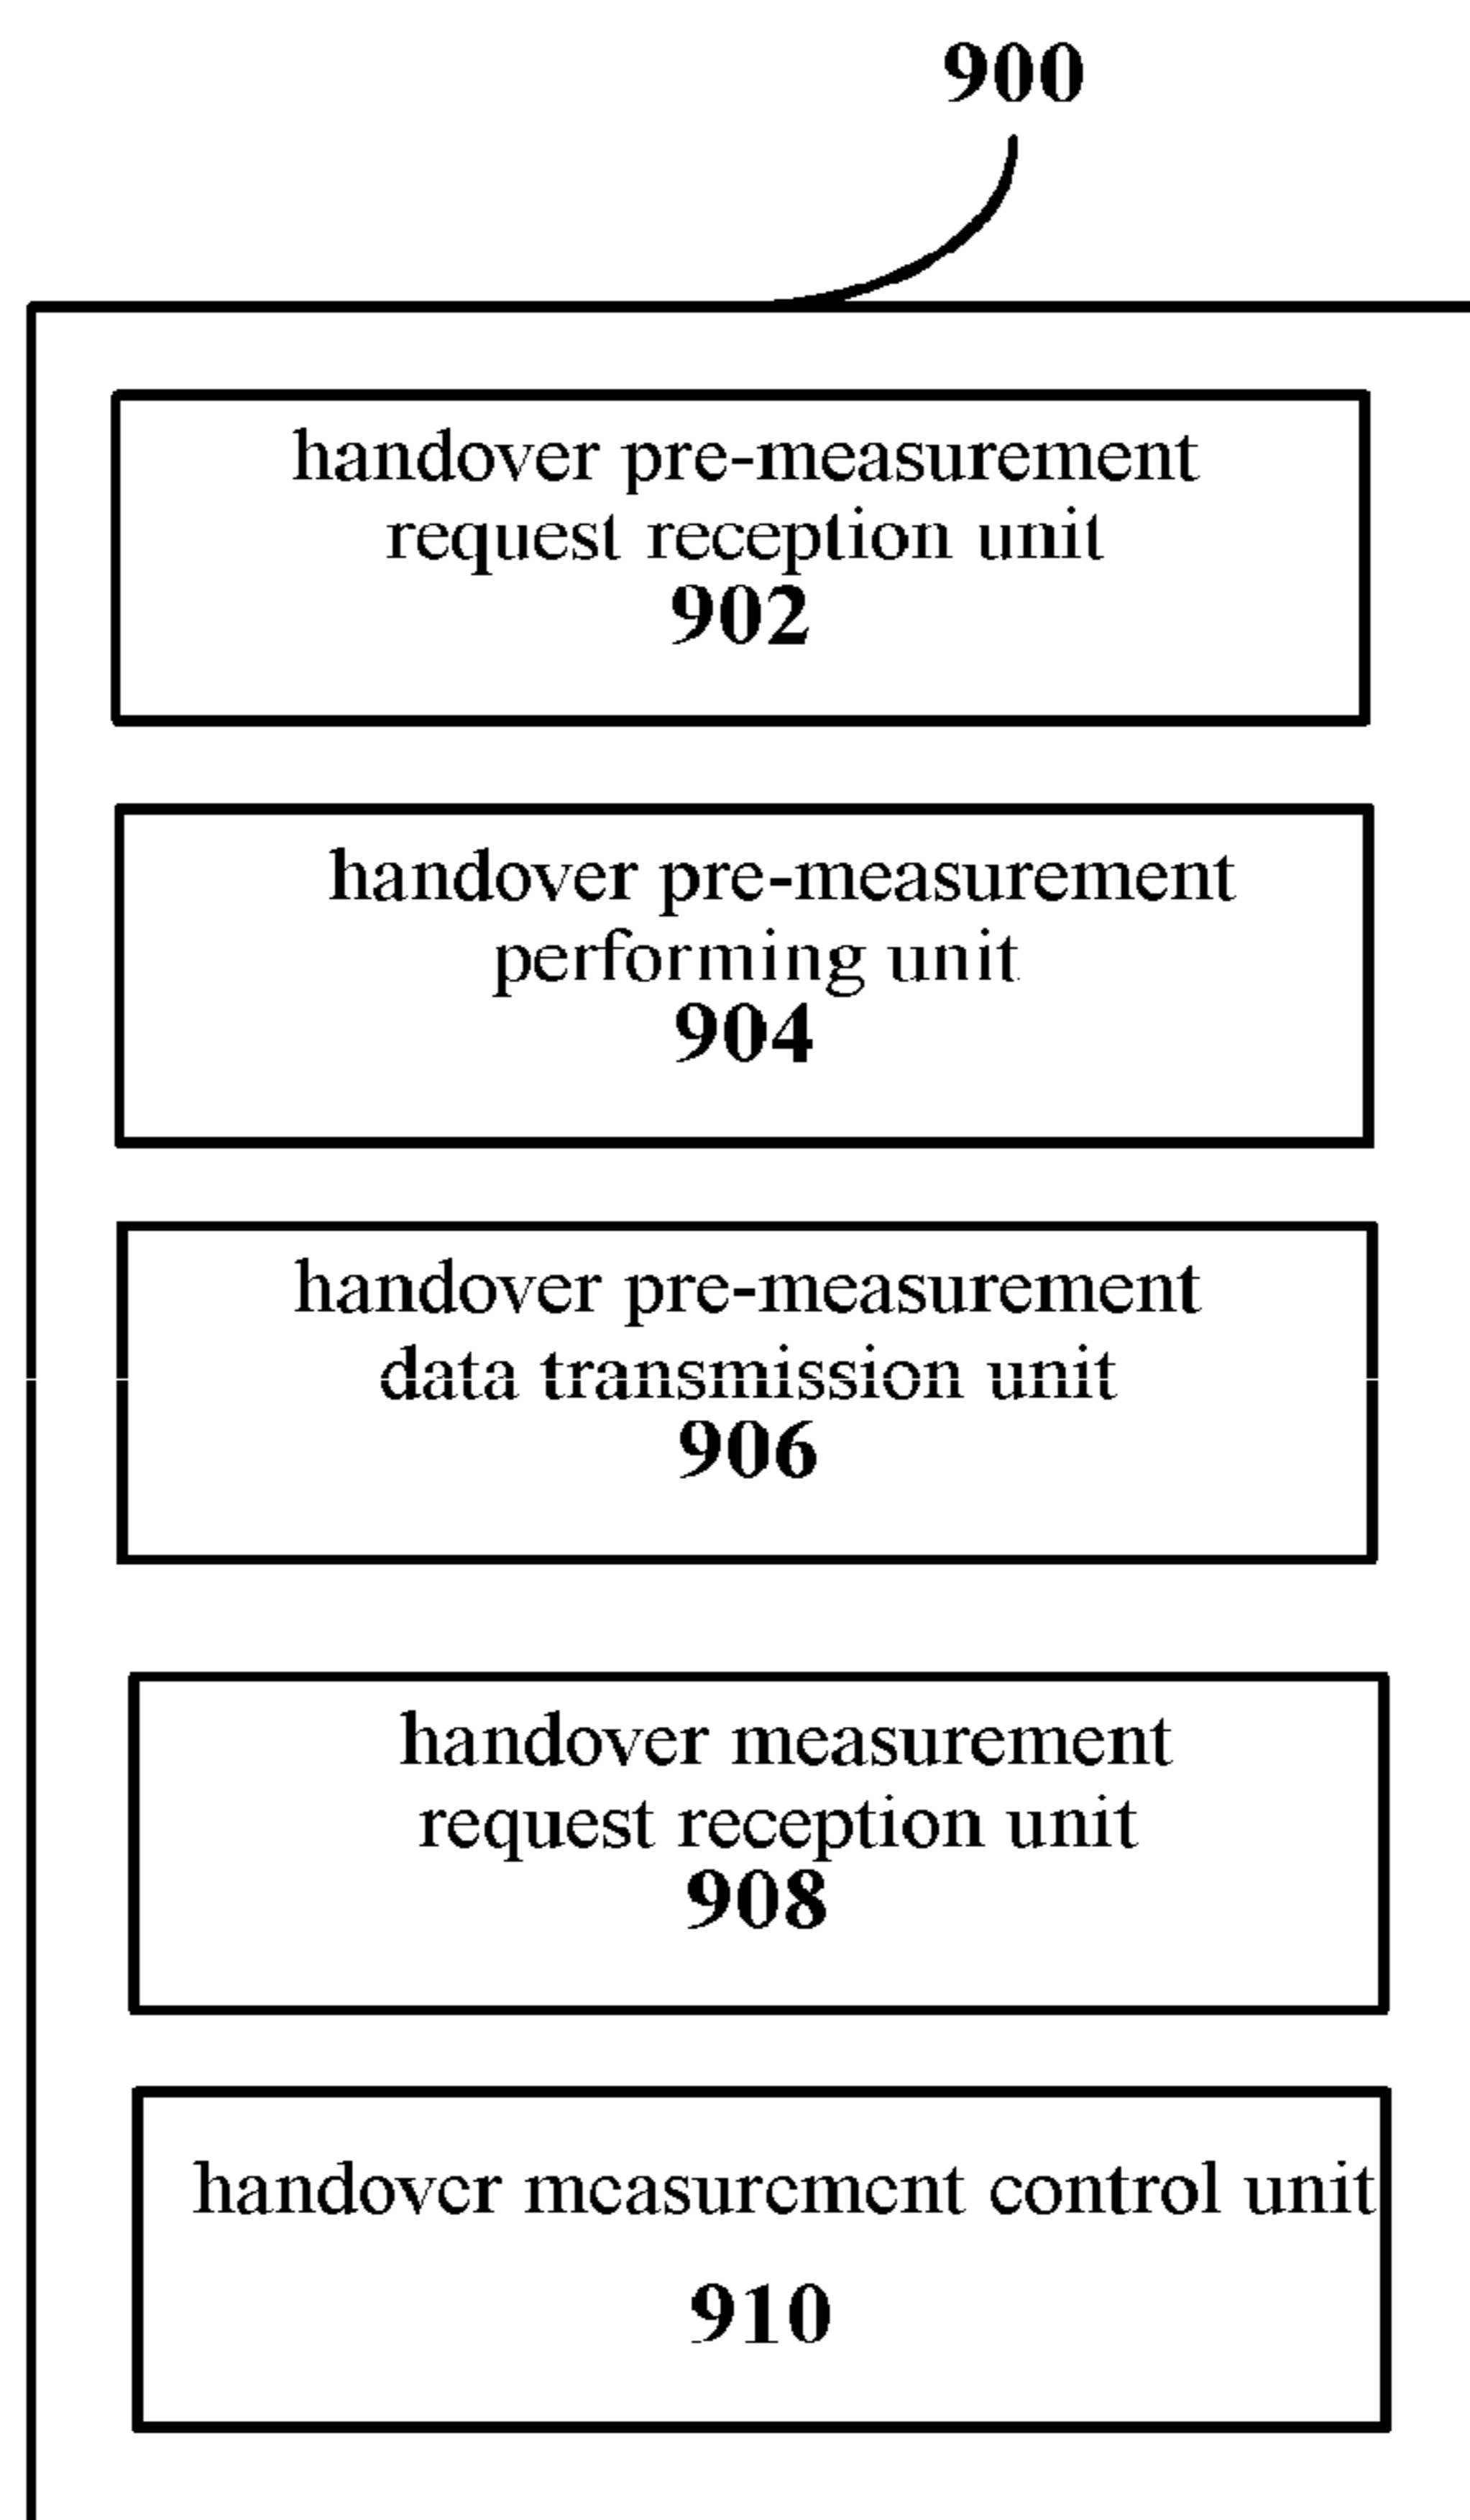 900
handover pre-measurement
request reception unit
902
handover pre-measurement
performing unit
904
handover pre-measurement
data transmission unit
906
handover measurement
request reception unit
908
handover measurement control unit
910